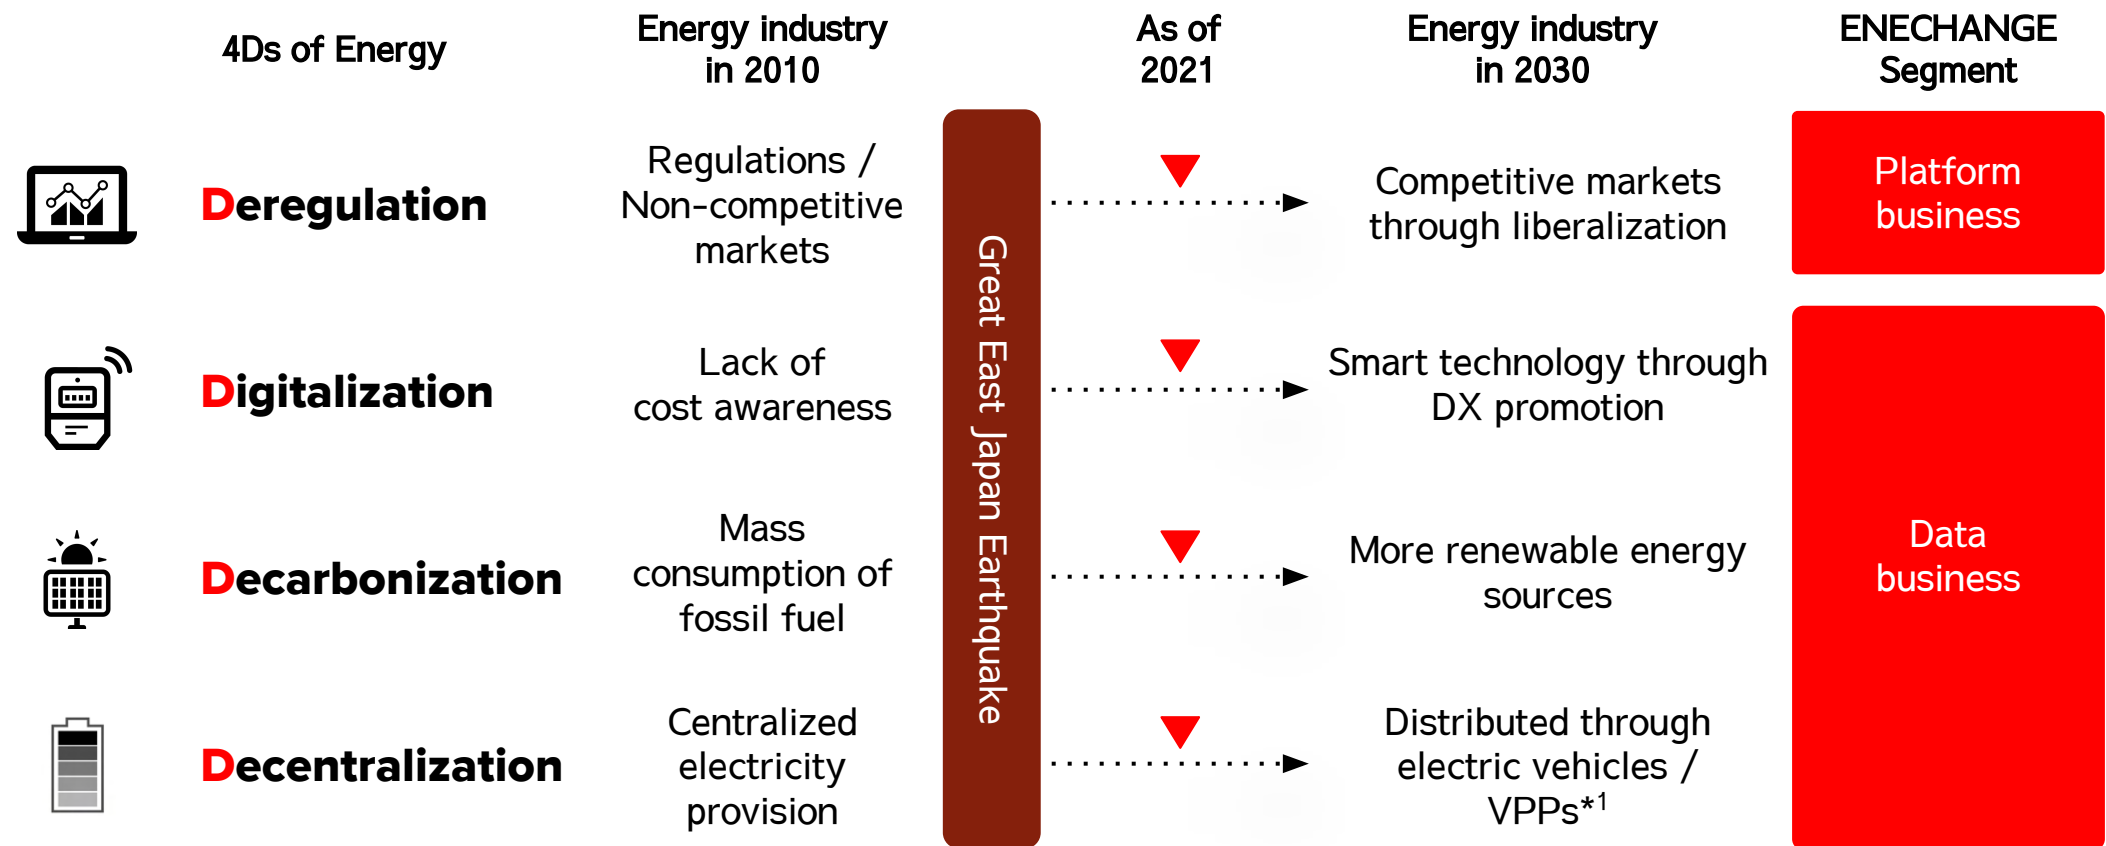 4Ds of Energy
Energy industry
in 2010
As of
2021
Energy industry
in 2030
ENECHANGE
Segment
Deregulation
Regulations /
Non-competitive
markets
Great East Japan Earthquake
Competitive markets
through liberalization
Platform
business
Digitalization
Lack of
cost awareness
Smart technology through
DX promotion
Decarbonization
Mass
consumption of
fossil fuel
More renewable energy
sources
Data
business
Decentralization
Centralized
electricity
provision
Distributed through
electric vehicles /
VPPs*1